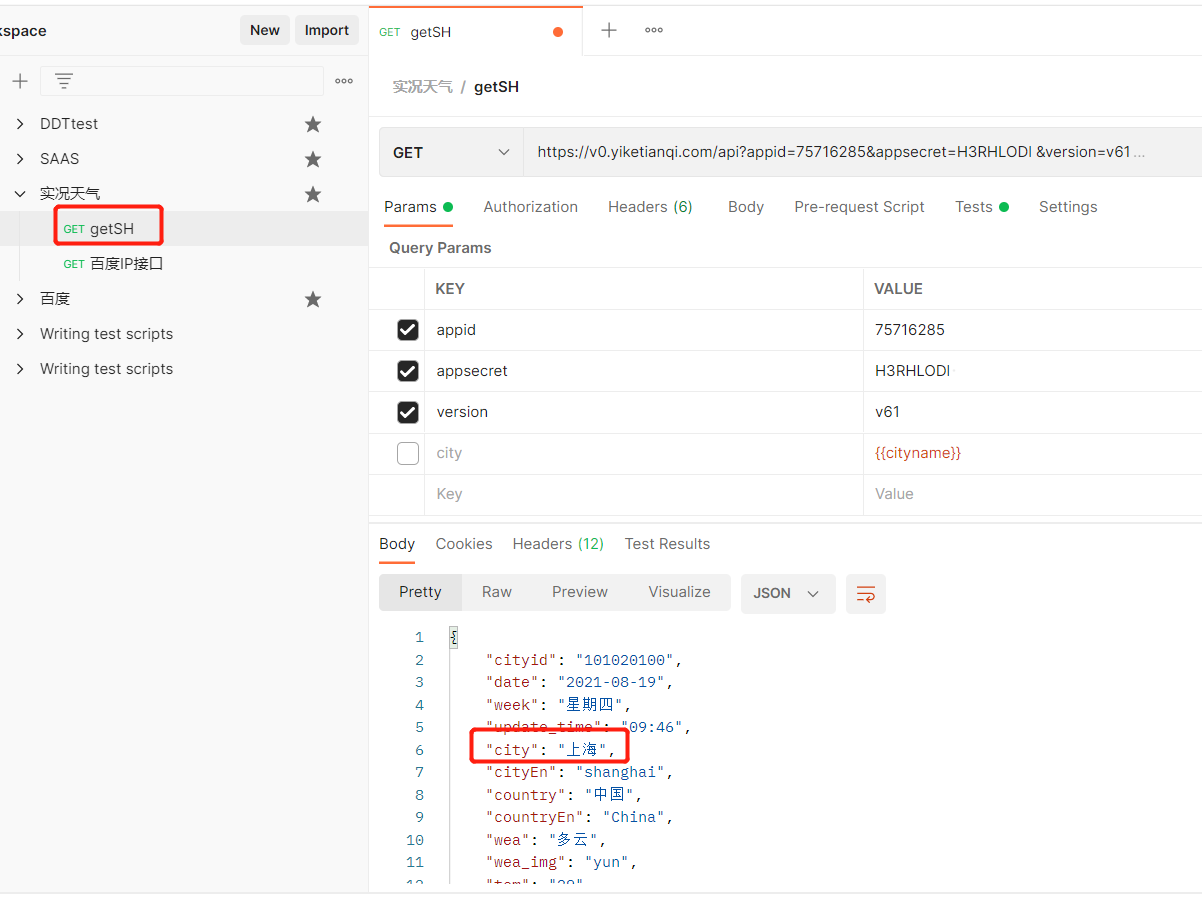 kspace New Import
GET getSH
实况天气 / getSH
DDTtest
SAAS
实况天气
GET getSH
GET 百度IP接口
百度
Writing test scripts
Writing test scripts
GET https://v0.yiketianqi.com/api?appid=75716285&appsecret=H3RHLODI &version=v61...
Params Authorization Headers (6) Body Pre-request Script Tests Settings
Query Params
KEY VALUE
appid 75716285
appsecret H3RHLODI
version v61
city {{cityname}}
Key Value
Body Cookies Headers (12) Test Results
Pretty Raw Preview Visualize JSON
1 {
2 "cityid": "101020100",
3 "date": "2021-08-19",
4 "week": "星期四",
5 "update_time": "09:46",
6 "city": "上海",
7 "cityEn": "shanghai",
8 "country": "中国",
9 "countryEn": "China",
10 "wea": "多云",
11 "wea_img": "yun",